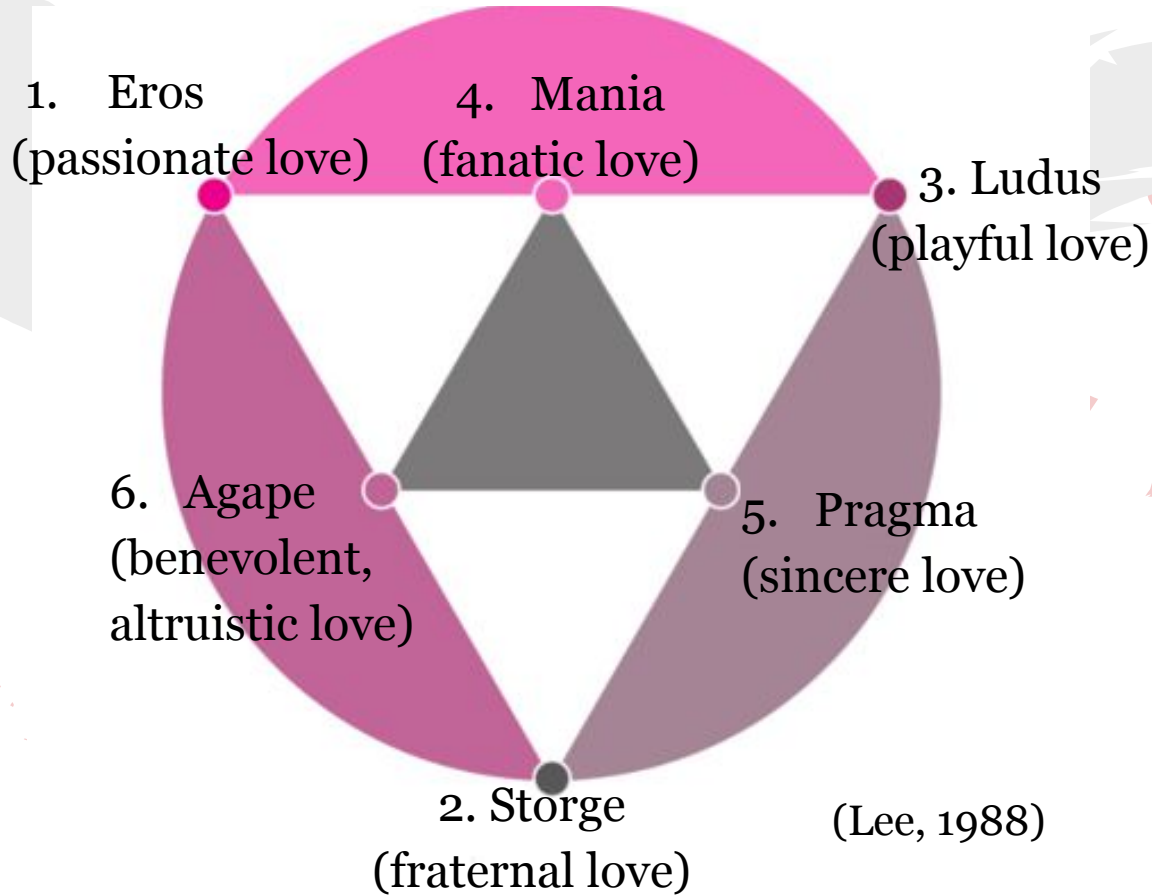 1. Eros
(passionate love)
4. Mania
(fanatic love)
3. Ludus
(playful love)
6. Agape
(benevolent,
altruistic love)
5. Pragma
(sincere love)
2. Storge
(fraternal love)
(Lee, 1988)